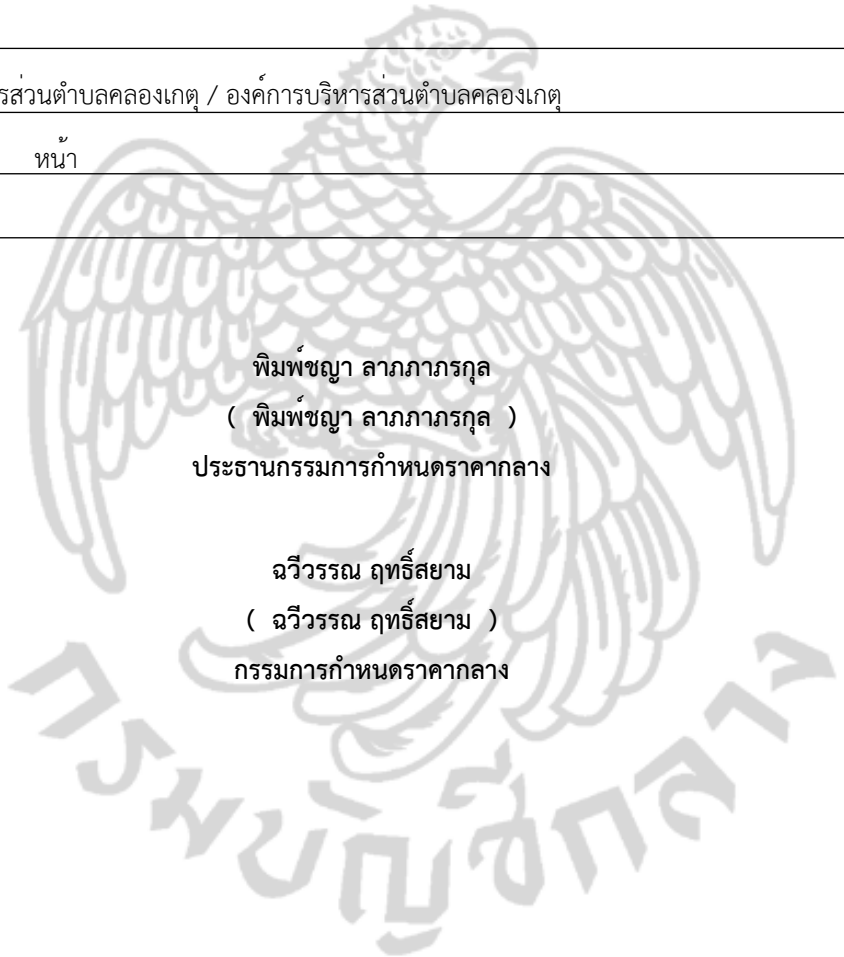 รส่วนตำบลคลองเกตุ / องค์การบริหารส่วนตำบลคลองเกตุ
หน้า
พิมพ์ชญา ลาภภาภรกุล
( พิมพ์ชญา ลาภภาภรกุล )
ประธานกรรมการกำหนดราคากลาง
ฉวีวรรณ ฤทธิ์สยาม
( ฉวีวรรณ ฤทธิ์สยาม )
กรรมการกำหนดราคากลาง
กรมบัญชีกลาง